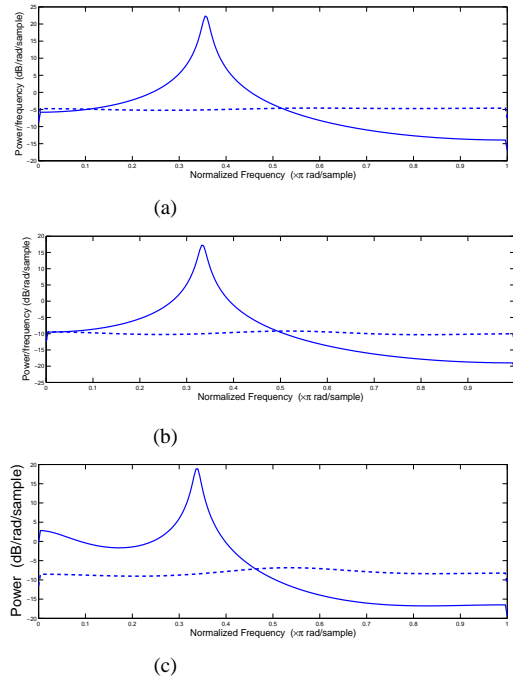 25
20
15
10
5
0
−5
−10
−15
−20
Power/frequency (dB/rad/sample)
0 0.1 0.2 0.3 0.4 0.5 0.6 0.7 0.8 0.9 1
Normalized Frequency (×π rad/sample)
(a)
20
15
10
5
0
−5
−10
−15
−20
−25
Power/frequency (dB/rad/sample)
0 0.1 0.2 0.3 0.4 0.5 0.6 0.7 0.8 0.9
Normalized Frequency (×π rad/sample)
(b)
20
15
10
5
0
−5
−10
−15
−20
Power (dB/rad/sample)
0 0.1 0.2 0.3 0.4 0.5 0.6 0.7 0.8 0.9 1
Normalized Frequency (×π rad/sample)
(c)